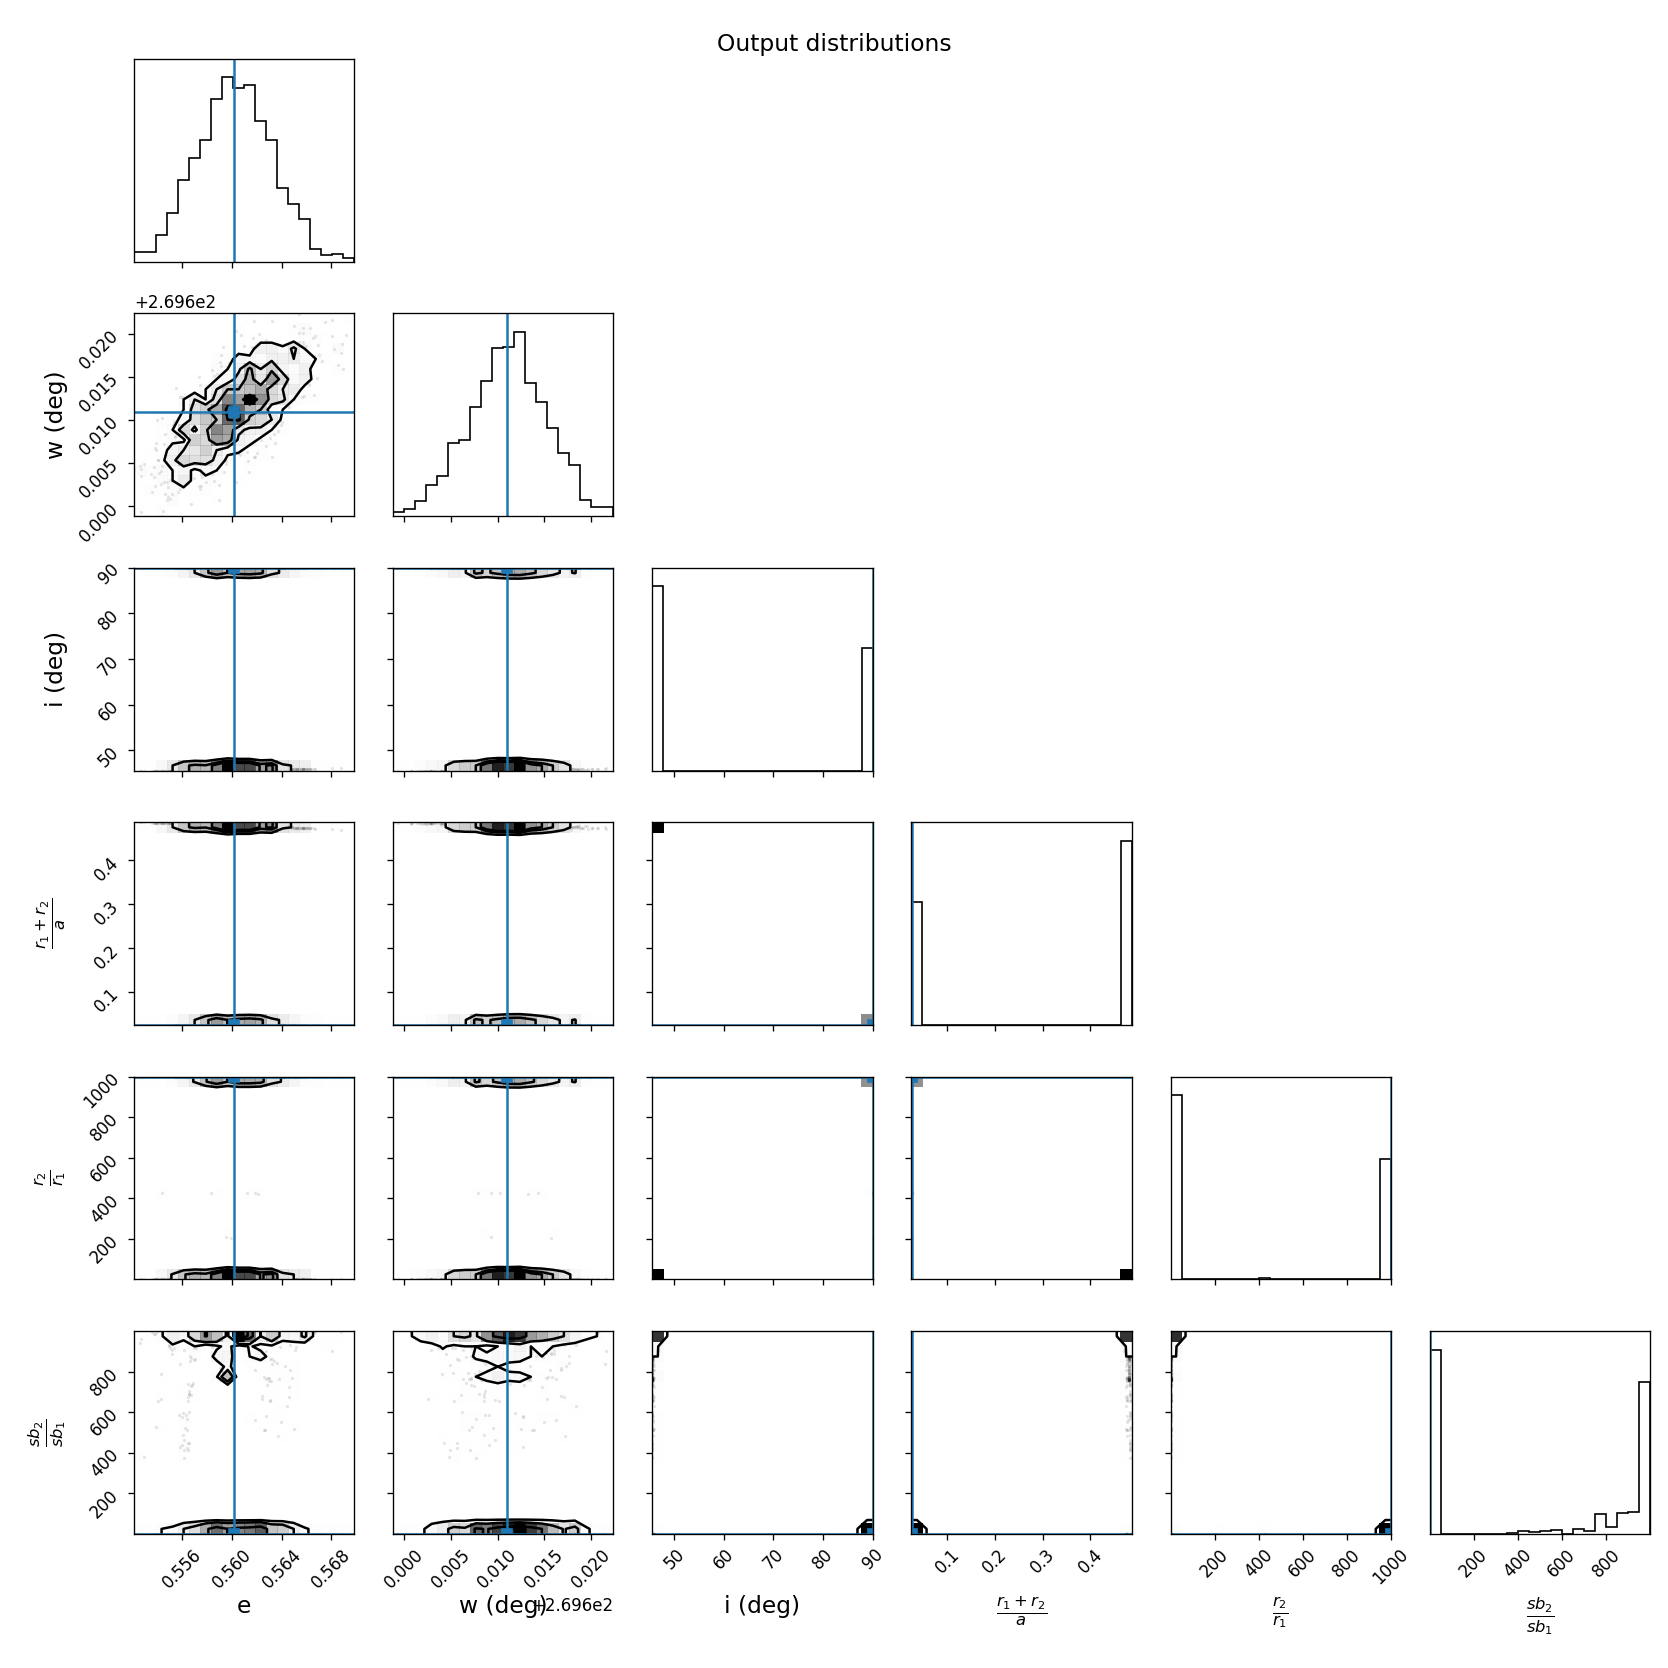 Output distributions
+2.696e2
w (deg)
0.020
0.015
0.010
0.005
0.000
i (deg)
90
80
70
60
50
r₁ + r₂
a
0.4
0.3
0.2
0.1
r₂
r₁
1000
800
600
400
200
sb₂
sb₁
800
600
400
200
0.556 0.560 0.564 0.568 0.000 0.005 0.010 0.015 0.020 50 60 70 80 90 0.1 0.2 0.3 0.4 200 400 600 800 1000 200 400 600 800
e w (deg) +2.696e2 i (deg) r₁ + r₂ r₂ sb₂
a r₁ sb₁